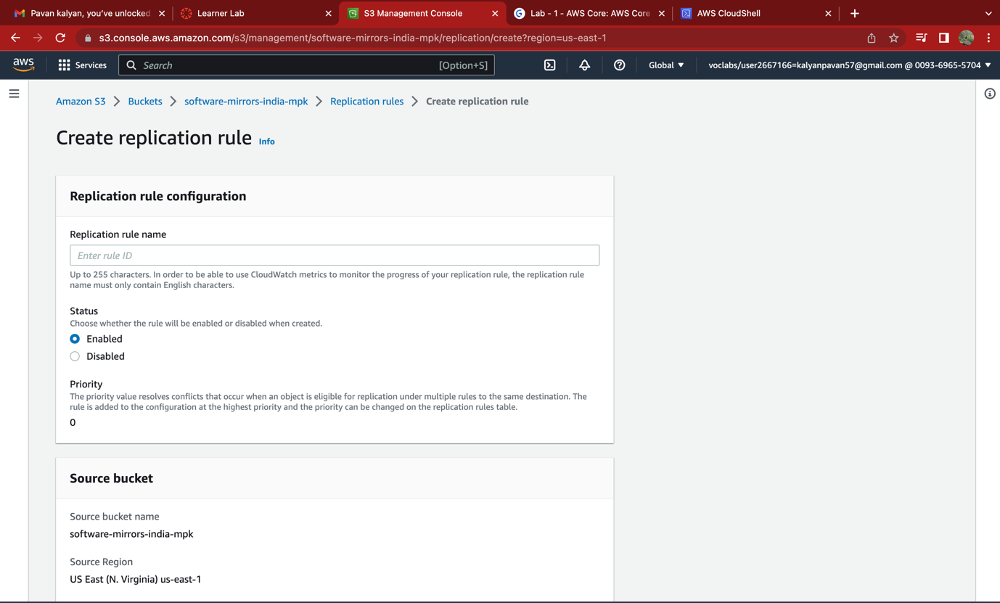 Pavan kalyan, you've unlocked
Learner Lab
S3 Management Console
Lab - 1 - AWS Core: AWS Core
AWS CloudShell
s3.console.aws.amazon.com/s3/management/software-mirrors-india-mpk/replication/create?region=us-east-1
aws
Services
Search
[Option+S]
Global
voclabs/user2667166=kalyanpavan57@gmail.com @ 0093-6965-5704
Amazon S3
Buckets
software-mirrors-india-mpk
Replication rules
Create replication rule
Create replication rule Info
Replication rule configuration
Replication rule name
Enter rule ID
Up to 255 characters. In order to be able to use CloudWatch metrics to monitor the progress of your replication rule, the replication rule
name must only contain English characters.
Status
Choose whether the rule will be enabled or disabled when created.
Enabled
Disabled
Priority
The priority value resolves conflicts that occur when an object is eligible for replication under multiple rules to the same destination. The
rule is added to the configuration at the highest priority and the priority can be changed on the replication rules table.
0
Source bucket
Source bucket name
software-mirrors-india-mpk
Source Region
US East (N. Virginia) us-east-1